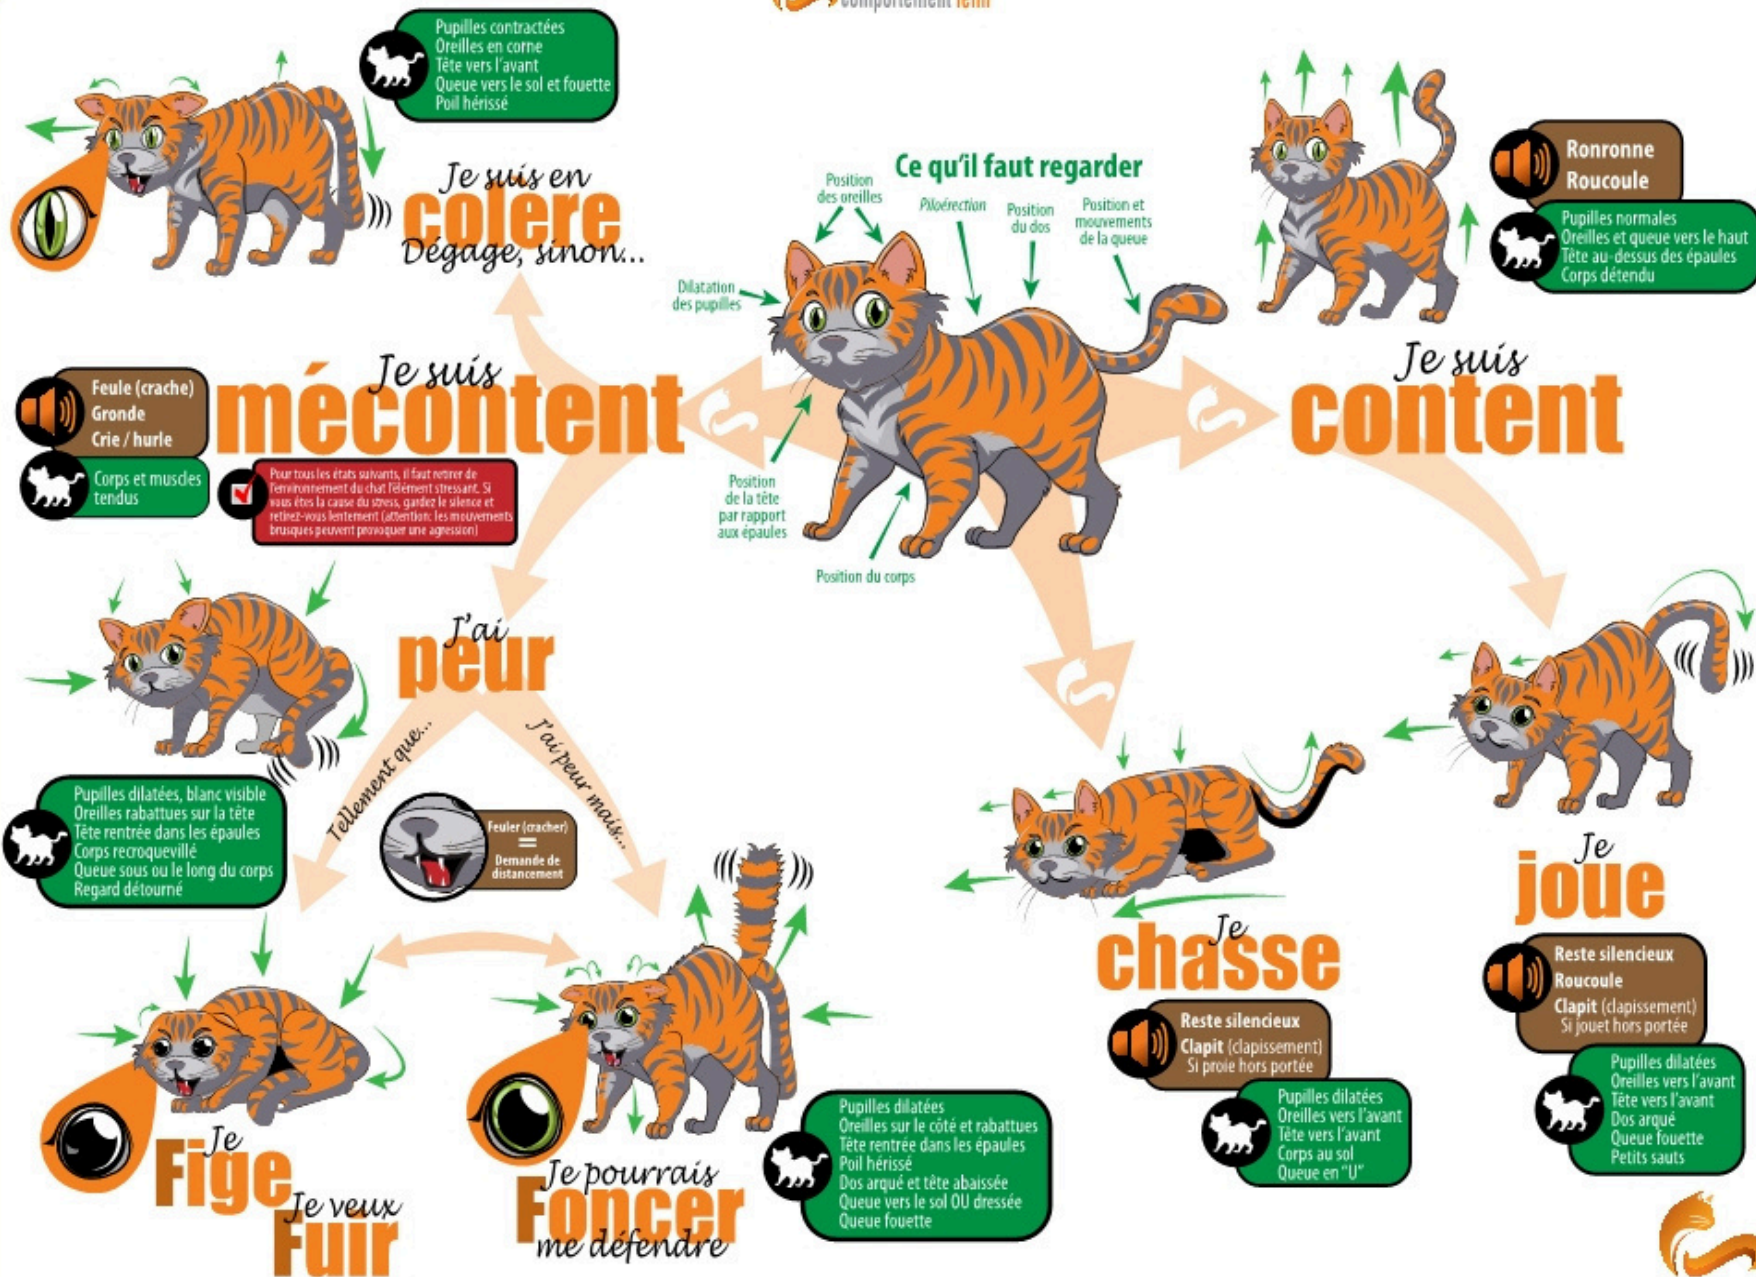 comportement félin
Pupilles contractées
Oreilles en corne
Tête vers l'avant
Queue vers le sol et fouette
Poil hérissé
Je suis en
colère
Dégage, sinon...
Ce qu'il faut regarder
Position
des oreilles
Piloérection
Position
du dos
Position et
mouvements
de la queue
Dilatation
des pupilles
Position
de la tête
par rapport
aux épaules
Position du corps
Ronronne
Roucoule
Pupilles normales
Oreilles et queue vers le haut
Tête au-dessus des épaules
Corps détendu
Je suis
content
Je suis
mécontent
Feule (crache)
Gronde
Crie / hurle
Corps et muscles
tendus
Pour tous les états suivants, il faut retirer de
l'environnement du chat l'élément stressant. Si
vous êtes la cause du stress, gardez le silence et
retirez-vous lentement (attention: les mouvements
brusques peuvent provoquer une agression)
J'ai
peur
Tellement que...
J'ai peur mais...
Pupilles dilatées, blanc visible
Oreilles rabattues sur la tête
Tête rentrée dans les épaules
Corps recroquevillé
Queue sous ou le long du corps
Regard détourné
Feuler (cracher)
=
Demande de
distancement
Je
Fige
Je veux
Fuir
Je pourrais
Foncer
me défendre
Pupilles dilatées
Oreilles sur le côté et rabattues
Tête rentrée dans les épaules
Poil hérissé
Dos arqué et tête abaissée
Queue vers le sol OU dressée
Queue fouette
Je
chasse
Reste silencieux
Clapit (clapissement)
Si proie hors portée
Pupilles dilatées
Oreilles vers l'avant
Tête vers l'avant
Corps au sol
Queue en "U"
Je
joue
Reste silencieux
Roucoule
Clapit (clapissement)
Si jouet hors portée
Pupilles dilatées
Oreilles vers l'avant
Tête vers l'avant
Dos arqué
Queue fouette
Petits sauts